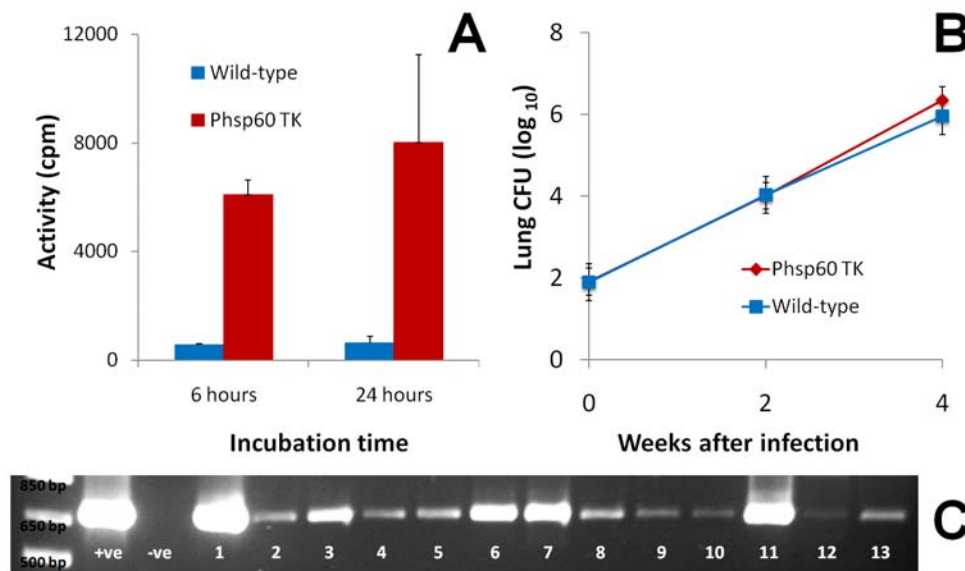 A
12000
8000
4000
0
Activity (cpm)
Wild-type
Phsp60 TK
6 hours
24 hours
Incubation time
B
8
6
4
2
0
Lung CFU (log 10)
Phsp60 TK
Wild-type
0 2 4
Weeks after infection
850 bp
650 bp
500 bp
+ve -ve 1 2 3 4 5 6 7 8 9 10 11 12 13
C